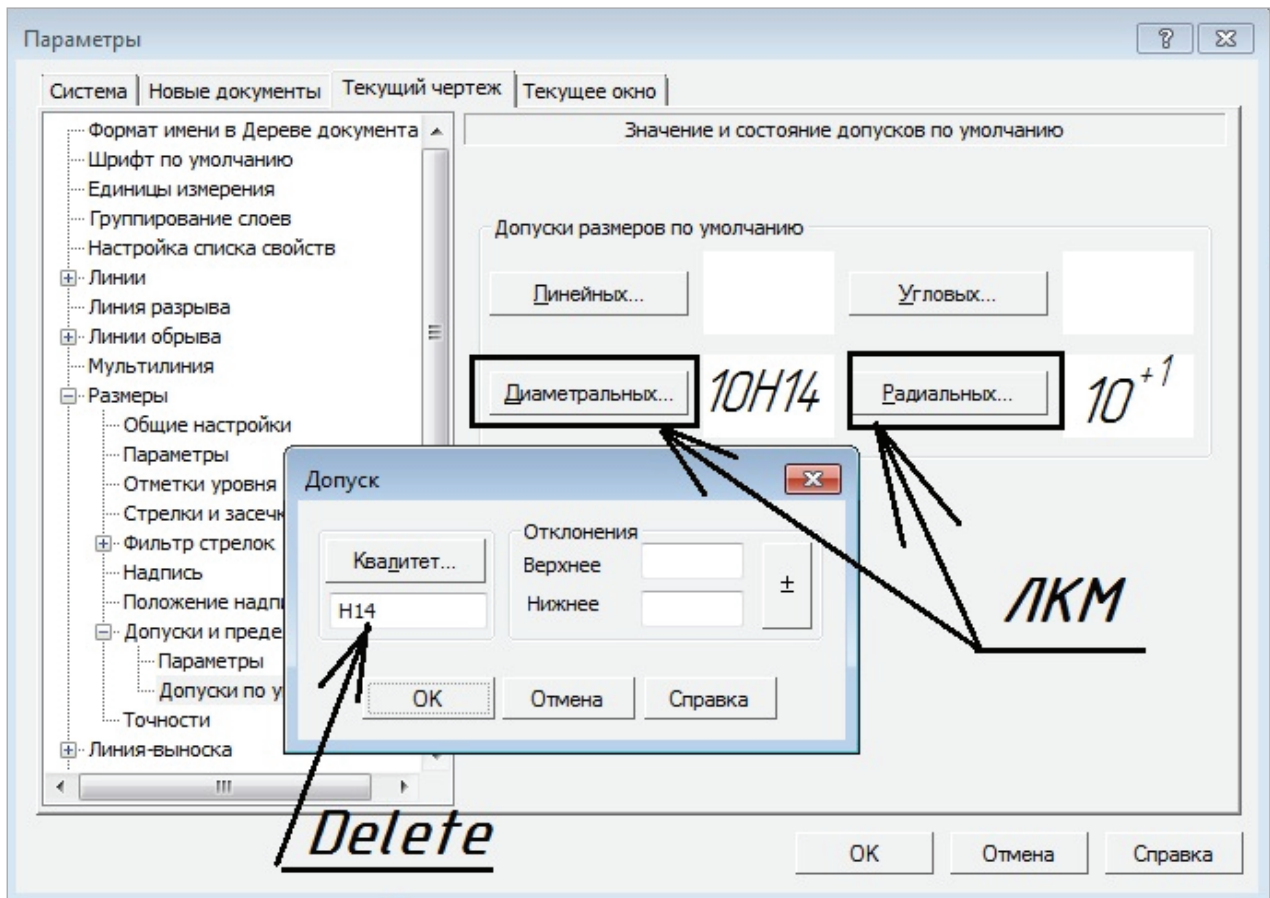 Параметры
Система Новые документы Текущий чертеж Текущее окно
Формат имени в Дереве документа
Шрифт по умолчанию
Единицы измерения
Группирование слоев
Настройка списка свойств
Линии
Линия разрыва
Линии обрыва
Мультилиния
Размеры
Общие настройки
Параметры
Отметки уровня
Стрелки и засечк
Фильтр стрелок
Надпись
Положение надпи
Допуски и преде
Параметры
Допуски по у
Точности
Линия-выноска
Значение и состояние допусков по умолчанию
Допуски размеров по умолчанию
Линейных...
Угловых...
Диаметральных... 10H14
Радиальных... 10+1
Допуск
Квалитет...
H14
Отклонения
Верхнее
Нижнее
±
OK Отмена Справка
ЛКМ
Delete
OK Отмена Справка